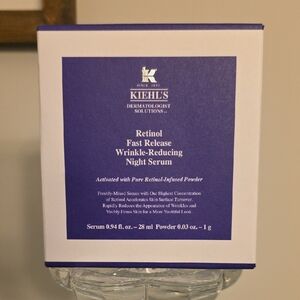 K
SINCE 1851
KIEHL'S
DERMATOLOGIST
SOLUTIONS™
Retinol
Fast Release
Wrinkle-Reducing
Night Serum
Activated with Pure Retinol-Infused Powder
Freshly-Mixed Serum with Our Highest Concentration
of Retinol Accelerates Skin Surface Turnover.
Rapidly Reduces the Appearance of Wrinkles and
Visibly Firms Skin for a More Youthful Look.
Serum 0.94 fl. oz. – 28 ml Powder 0.03 oz. – 1 g